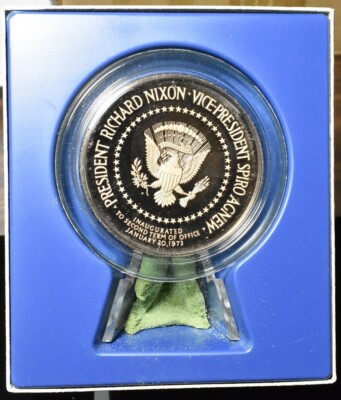 PRESIDENT RICHARD NIXON · VICE-PRESIDENT SPIRO AGNEW ·
INAUGURATED
TO SECOND TERM OF OFFICE
JANUARY 20, 1973